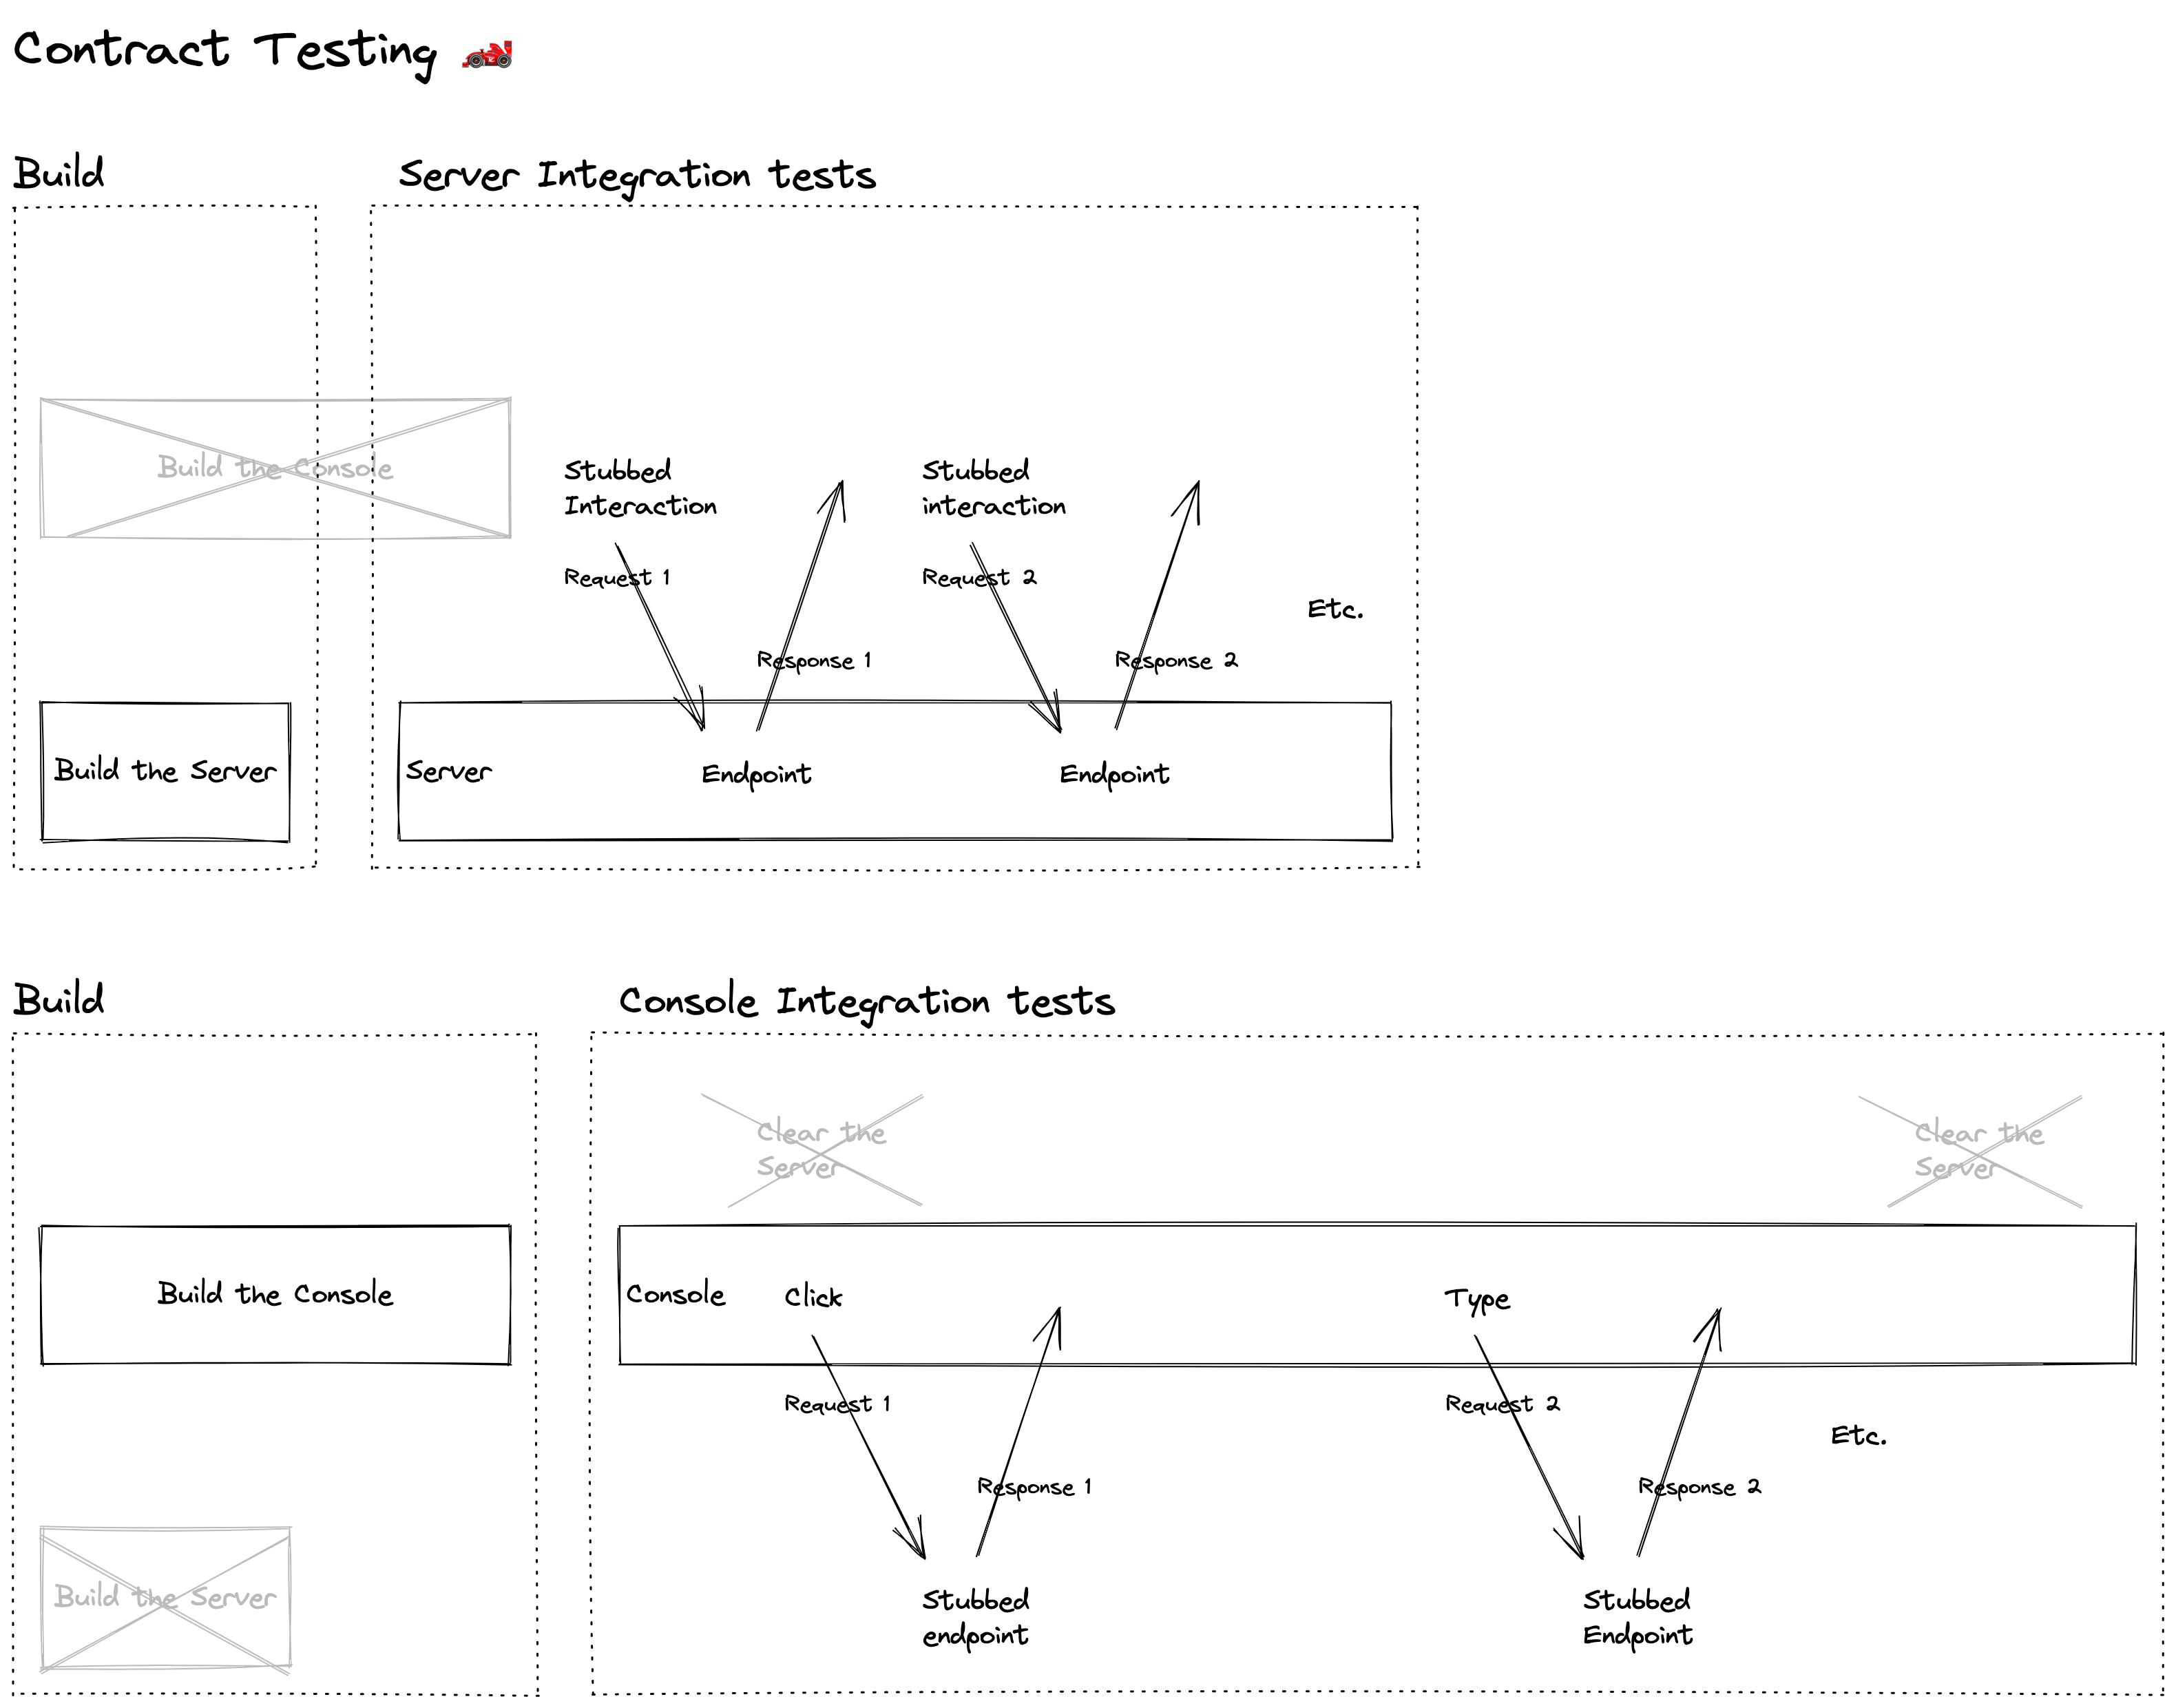 Contract Testing 🏎
Build
Server Integration tests
Build the Console
Stubbed
Interaction
Stubbed
interaction
Request 1
Request 2
Etc.
Response 1
Response 2
Build the Server
Server
Endpoint
Endpoint
Build
Console Integration tests
Clear the
Server
Clear the
Server
Build the Console
Console
Click
Type
Request 1
Request 2
Etc.
Response 1
Response 2
Build the Server
Stubbed
endpoint
Stubbed
Endpoint